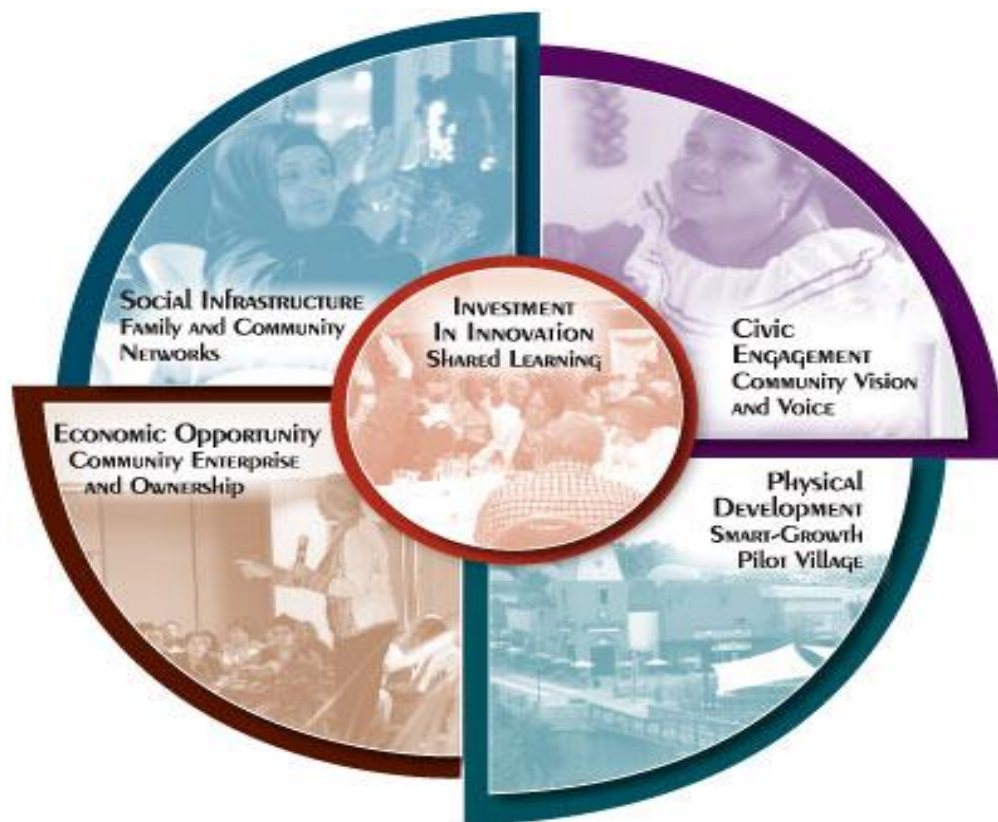 Social Infrastructure
Family and Community
Networks
Investment
In Innovation
Shared Learning
Civic
Engagement
Community Vision
and Voice
Economic Opportunity
Community Enterprise
and Ownership
Physical
Development
Smart-Growth
Pilot Village